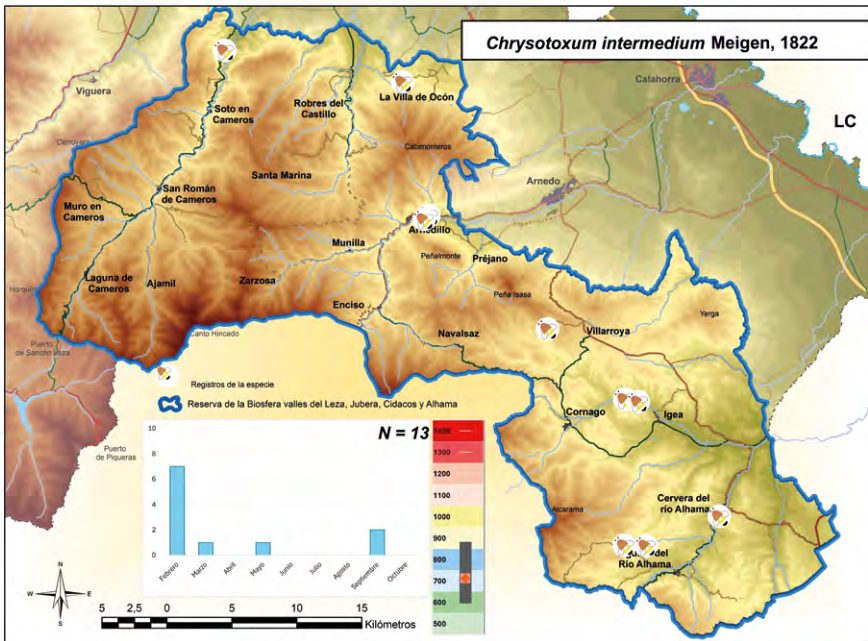 Chrysotoxum intermedium Meigen, 1822
Calahorra
LC
Viguera
Soto en
Cameros
Robres del
Castillo
La Villa de Ocón
Cabimonteros
Arnedo
Santa Marina
San Román
de Cameros
Muro en
Cameros
Arnedillo
Munilla
Peñalmonte
Préjano
Laguna de
Cameros
Ajamil
Zarzosa
Peña Isasa
Enciso
Yerga
Navalsaz
Villarroya
Canto Hincado
Puerto
de Sancho Leza
Registros de la especie
Reserva de la Biosfera valles del Leza, Jubera, Cidacos y Alhama
Cornago
Igea
Puerto
de Piqueras
N = 13
10
8
6
4
2
0
Febrero
Marzo
Abril
Mayo
Junio
Julio
Agosto
Septiembre
Octubre
1400
1300
1200
1100
1000
900
800
700
600
500
Alcarama
Cervera del
río Alhama
del
Río Alhama
N
W
E
S
5
2,5
0
5
10
15
Kilómetros